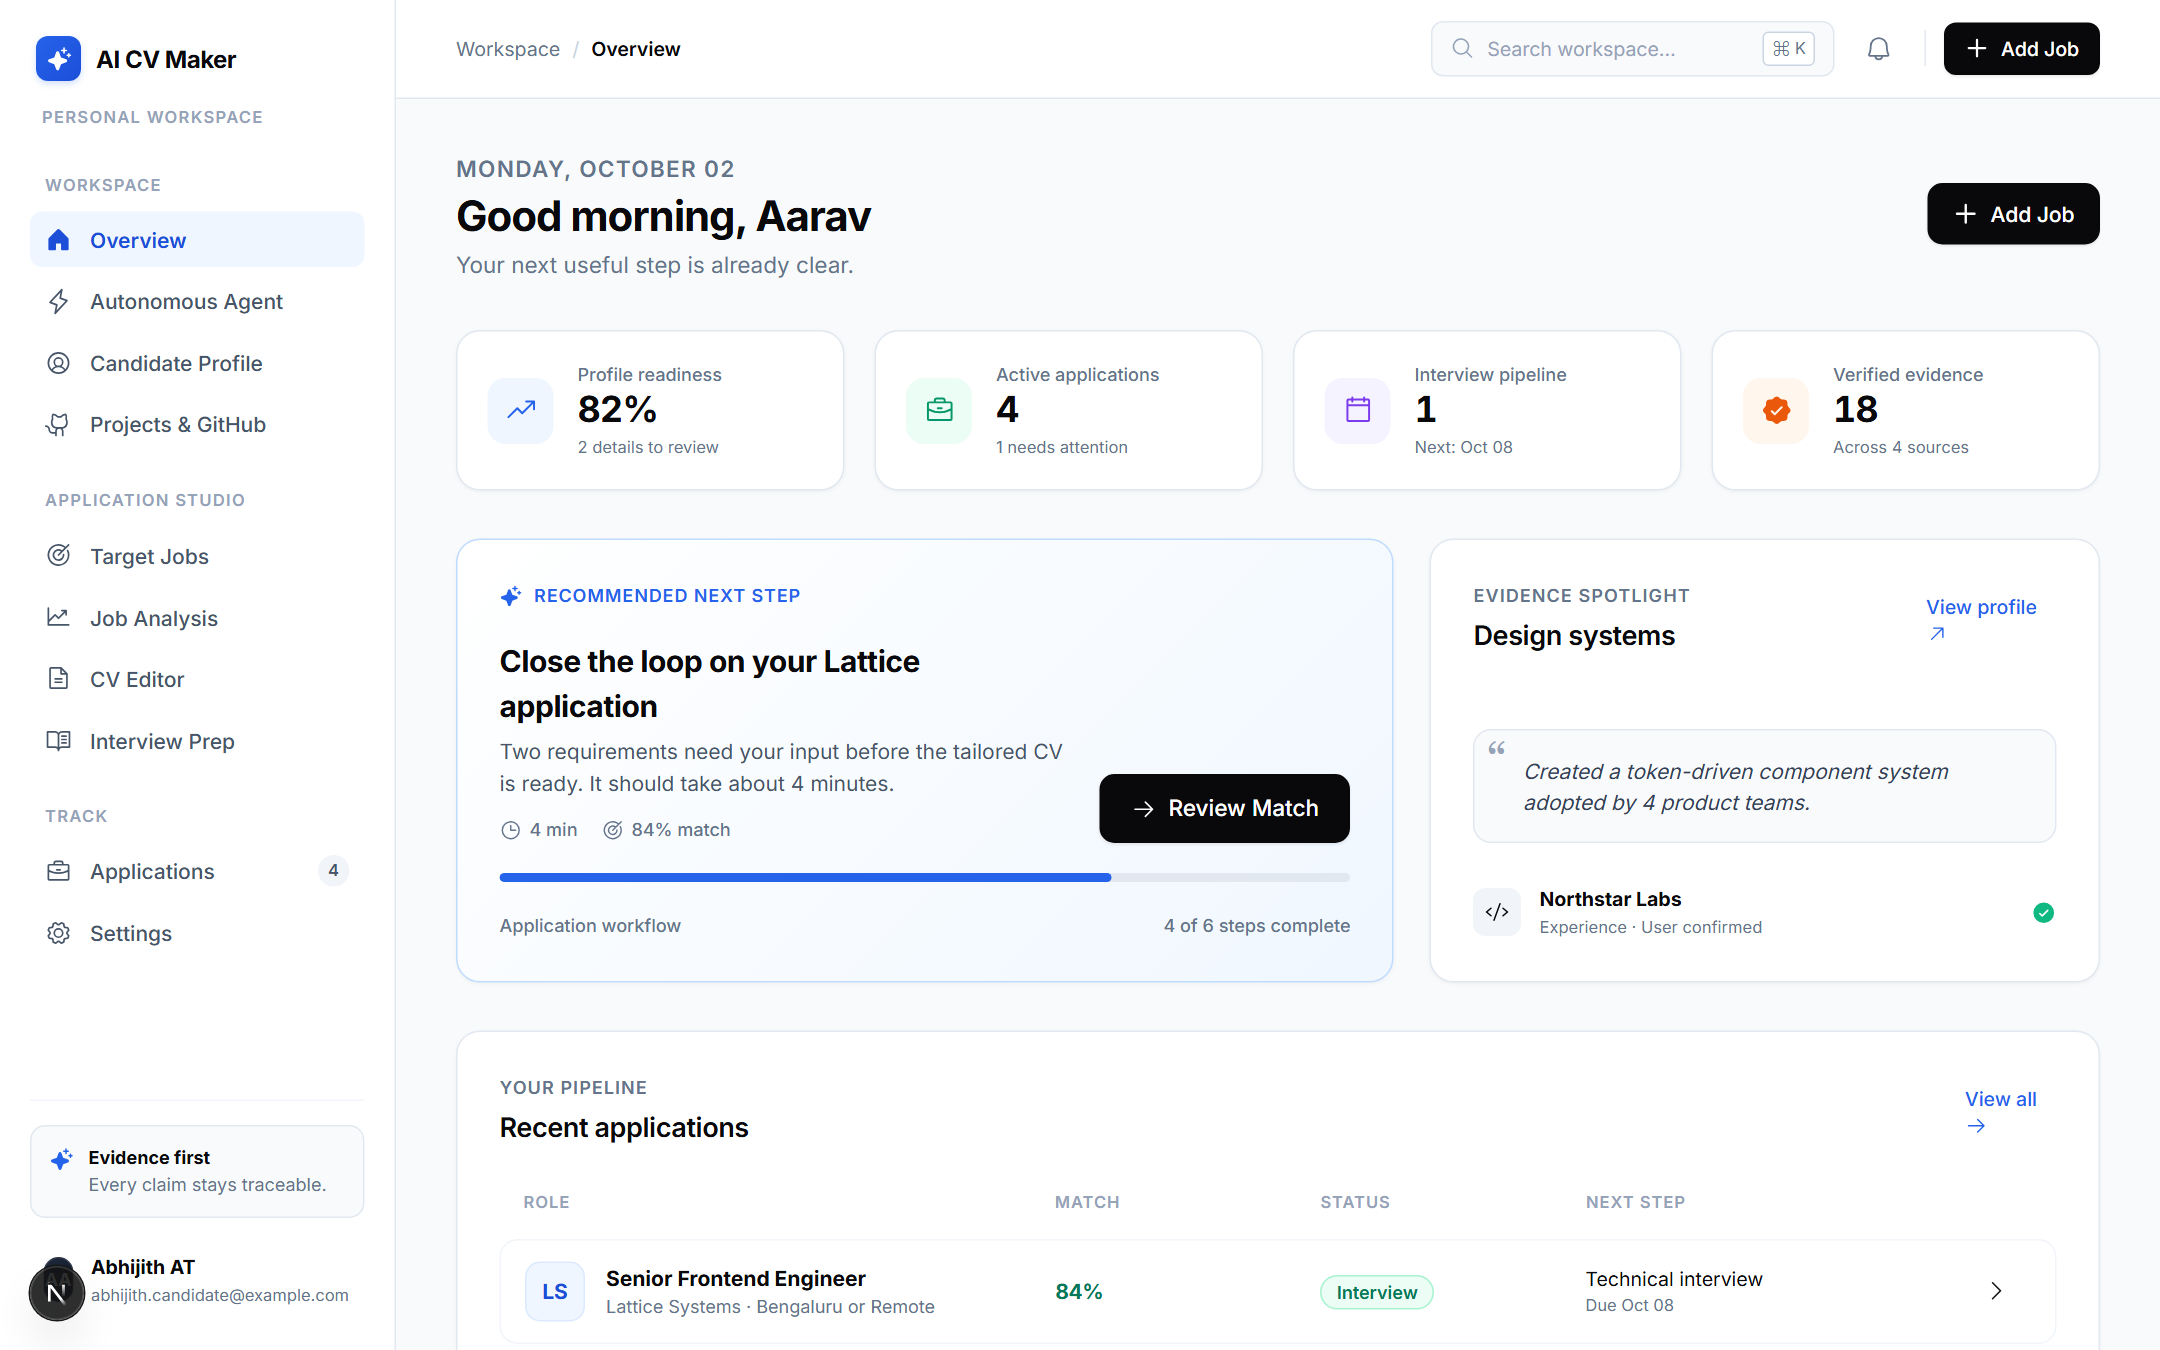 AI CV Maker
PERSONAL WORKSPACE
WORKSPACE
Overview
Autonomous Agent
Candidate Profile
Projects & GitHub
APPLICATION STUDIO
Target Jobs
Job Analysis
CV Editor
Interview Prep
TRACK
Applications 4
Settings
Evidence first
Every claim stays traceable.
N
Abhijith AT
abhijith.candidate@example.com
Workspace / Overview
Search workspace... ⌘ K
+ Add Job
MONDAY, OCTOBER 02
Good morning, Aarav
Your next useful step is already clear.
+ Add Job
Profile readiness
82%
2 details to review
Active applications
4
1 needs attention
Interview pipeline
1
Next: Oct 08
Verified evidence
18
Across 4 sources
RECOMMENDED NEXT STEP
Close the loop on your Lattice
application
Two requirements need your input before the tailored CV
is ready. It should take about 4 minutes.
4 min 84% match
→ Review Match
Application workflow 4 of 6 steps complete
EVIDENCE SPOTLIGHT
Design systems
View profile
↗
“
Created a token-driven component system
adopted by 4 product teams.
</> Northstar Labs
Experience · User confirmed
YOUR PIPELINE
Recent applications
View all
→
ROLE MATCH STATUS NEXT STEP
LS Senior Frontend Engineer
Lattice Systems · Bengaluru or Remote
84%
Interview
Technical interview
Due Oct 08